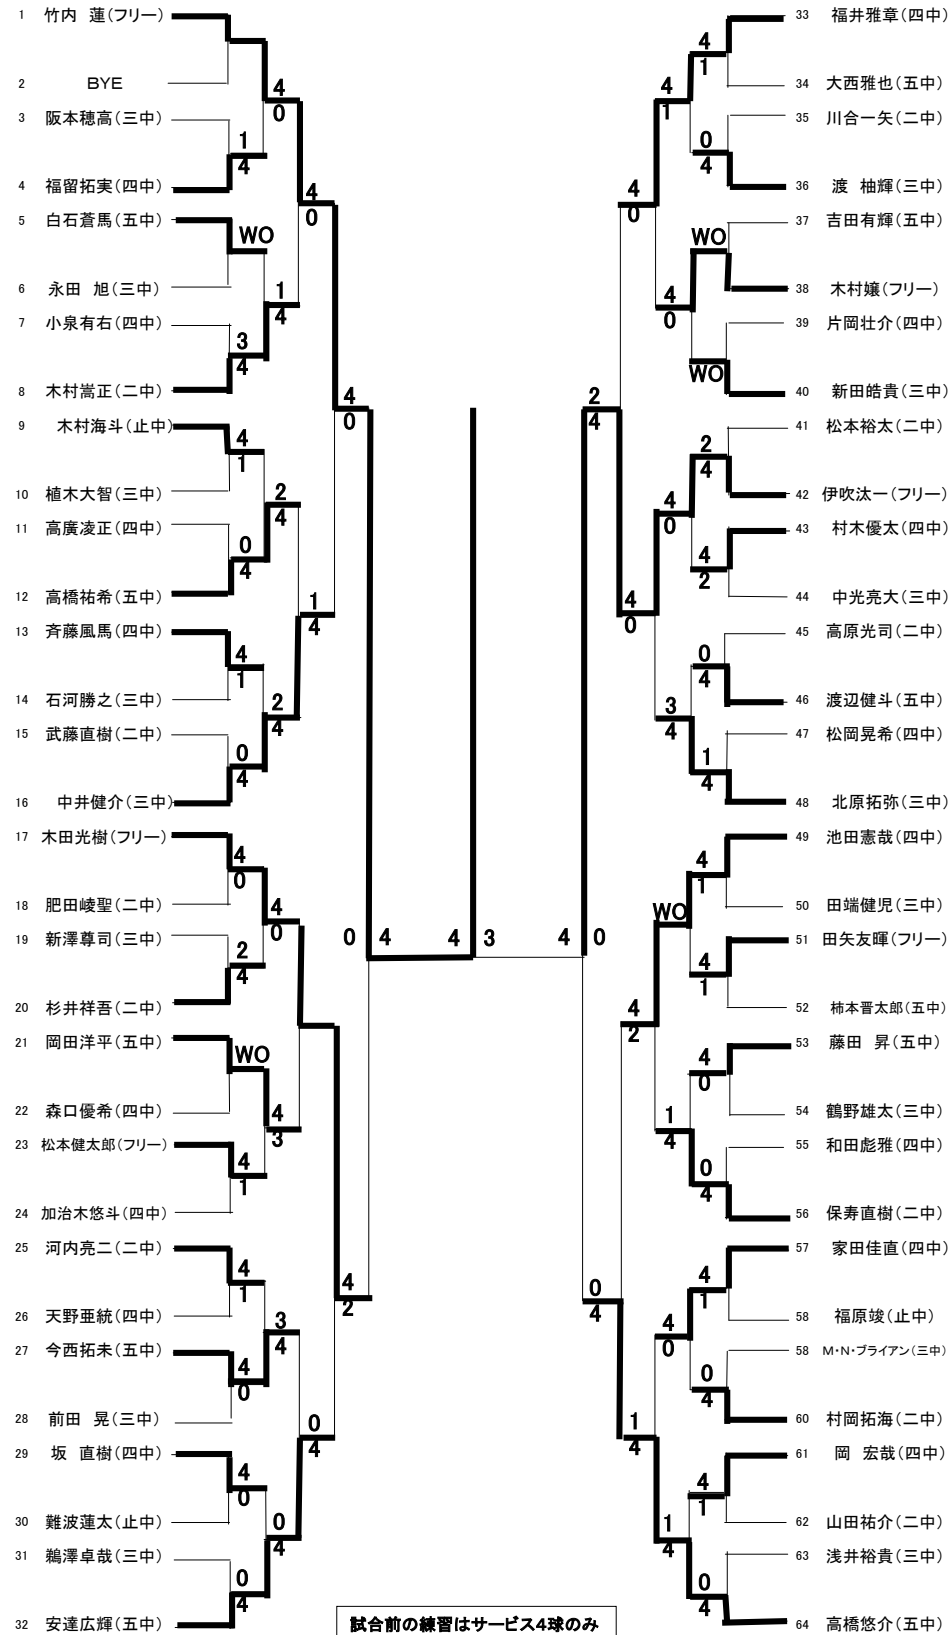 1 竹内 蓮(フリー)
2 BYE
3 阪本穂高(三中)
4 福留拓実(四中)
5 白石蒼馬(五中)
6 永田 旭(三中)
7 小泉有右(四中)
8 木村嵩正(二中)
9 木村海斗(止中)
10 植木大智(三中)
11 高廣凌正(四中)
12 高橋祐希(五中)
13 斉藤風馬(四中)
14 石河勝之(三中)
15 武藤直樹(二中)
16 中井健介(三中)
17 木田光樹(フリー)
18 肥田崚聖(二中)
19 新澤尊司(三中)
20 杉井祥吾(二中)
21 岡田洋平(五中)
22 森口優希(四中)
23 松本健太郎(フリー)
24 加治木悠斗(四中)
25 河内亮二(二中)
26 天野亜統(四中)
27 今西拓未(五中)
28 前田 晃(三中)
29 坂 直樹(四中)
30 難波蓮太(止中)
31 鵜澤卓哉(三中)
32 安達広輝(五中)
1
4
WO
3
4
4
1
0
4
4
1
0
4
4
0
2
4
WO
4
1
4
1
4
0
4
0
0
4
4
0
1
4
2
4
2
4
4
0
4
3
3
4
0
4
4
0
1
4
0
4
4
0
4
2
0 4
4 3
4 0
2
4
0
4
4
0
4
0
4
2
1
4
4
1
4
0
4
0
3
4
WO
1
4
4
0
1
4
4
1
0
4
WO
WO
2
4
4
2
0
4
1
4
4
1
4
1
4
0
0
4
4
1
0
4
4
1
0
4
33 福井雅章(四中)
34 大西雅也(五中)
35 川合一矢(二中)
36 渡 柚輝(三中)
37 吉田有輝(五中)
38 木村嬢(フリー)
39 片岡壮介(四中)
40 新田皓貴(三中)
41 松本裕太(二中)
42 伊吹汰一(フリー)
43 村木優太(四中)
44 中光亮大(三中)
45 高原光司(二中)
46 渡辺健斗(五中)
47 松岡晃希(四中)
48 北原拓弥(三中)
49 池田憲哉(四中)
50 田端健児(三中)
51 田矢友暉(フリー)
52 柿本晋太郎(五中)
53 藤田 昇(五中)
54 鶴野雄太(三中)
55 和田彪雅(四中)
56 保寿直樹(二中)
57 家田佳直(四中)
58 福原竣(止中)
58 M・N・ブライアン(三中)
60 村岡拓海(二中)
61 岡 宏哉(四中)
62 山田祐介(二中)
63 浅井裕貴(三中)
64 高橋悠介(五中)
試合前の練習はサービス4球のみ